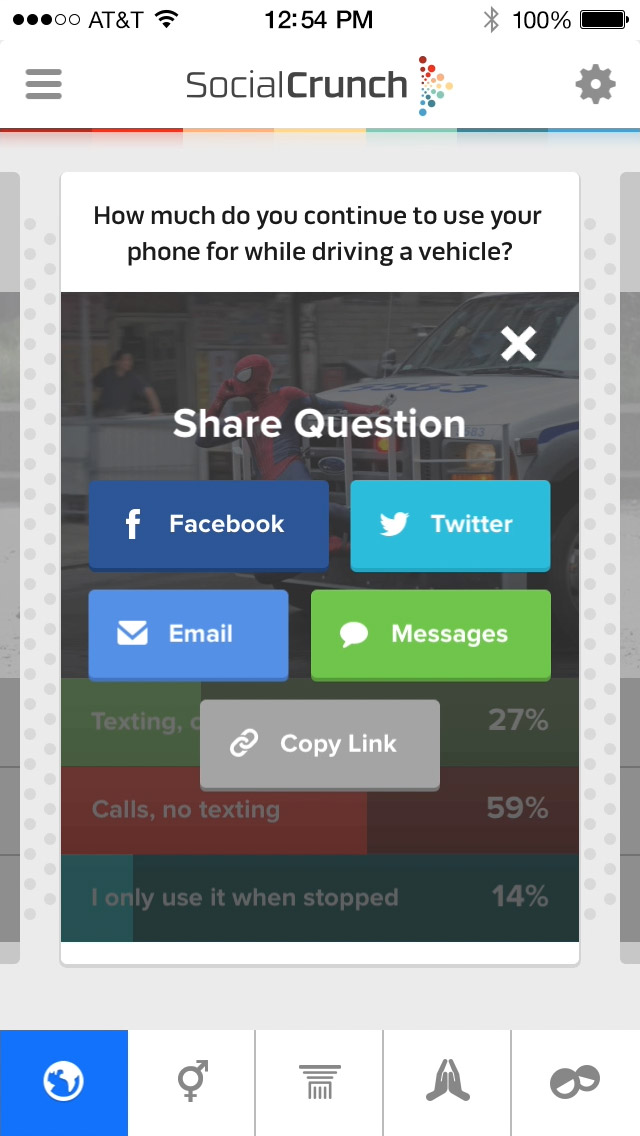 AT&T 12:54 PM 100%
SocialCrunch
How much do you continue to use your
phone for while driving a vehicle?
5583
Share Question
Facebook Twitter
Email Messages
Texting, c 27%
Copy Link
Calls, no texting 59%
I only use it when stopped 14%